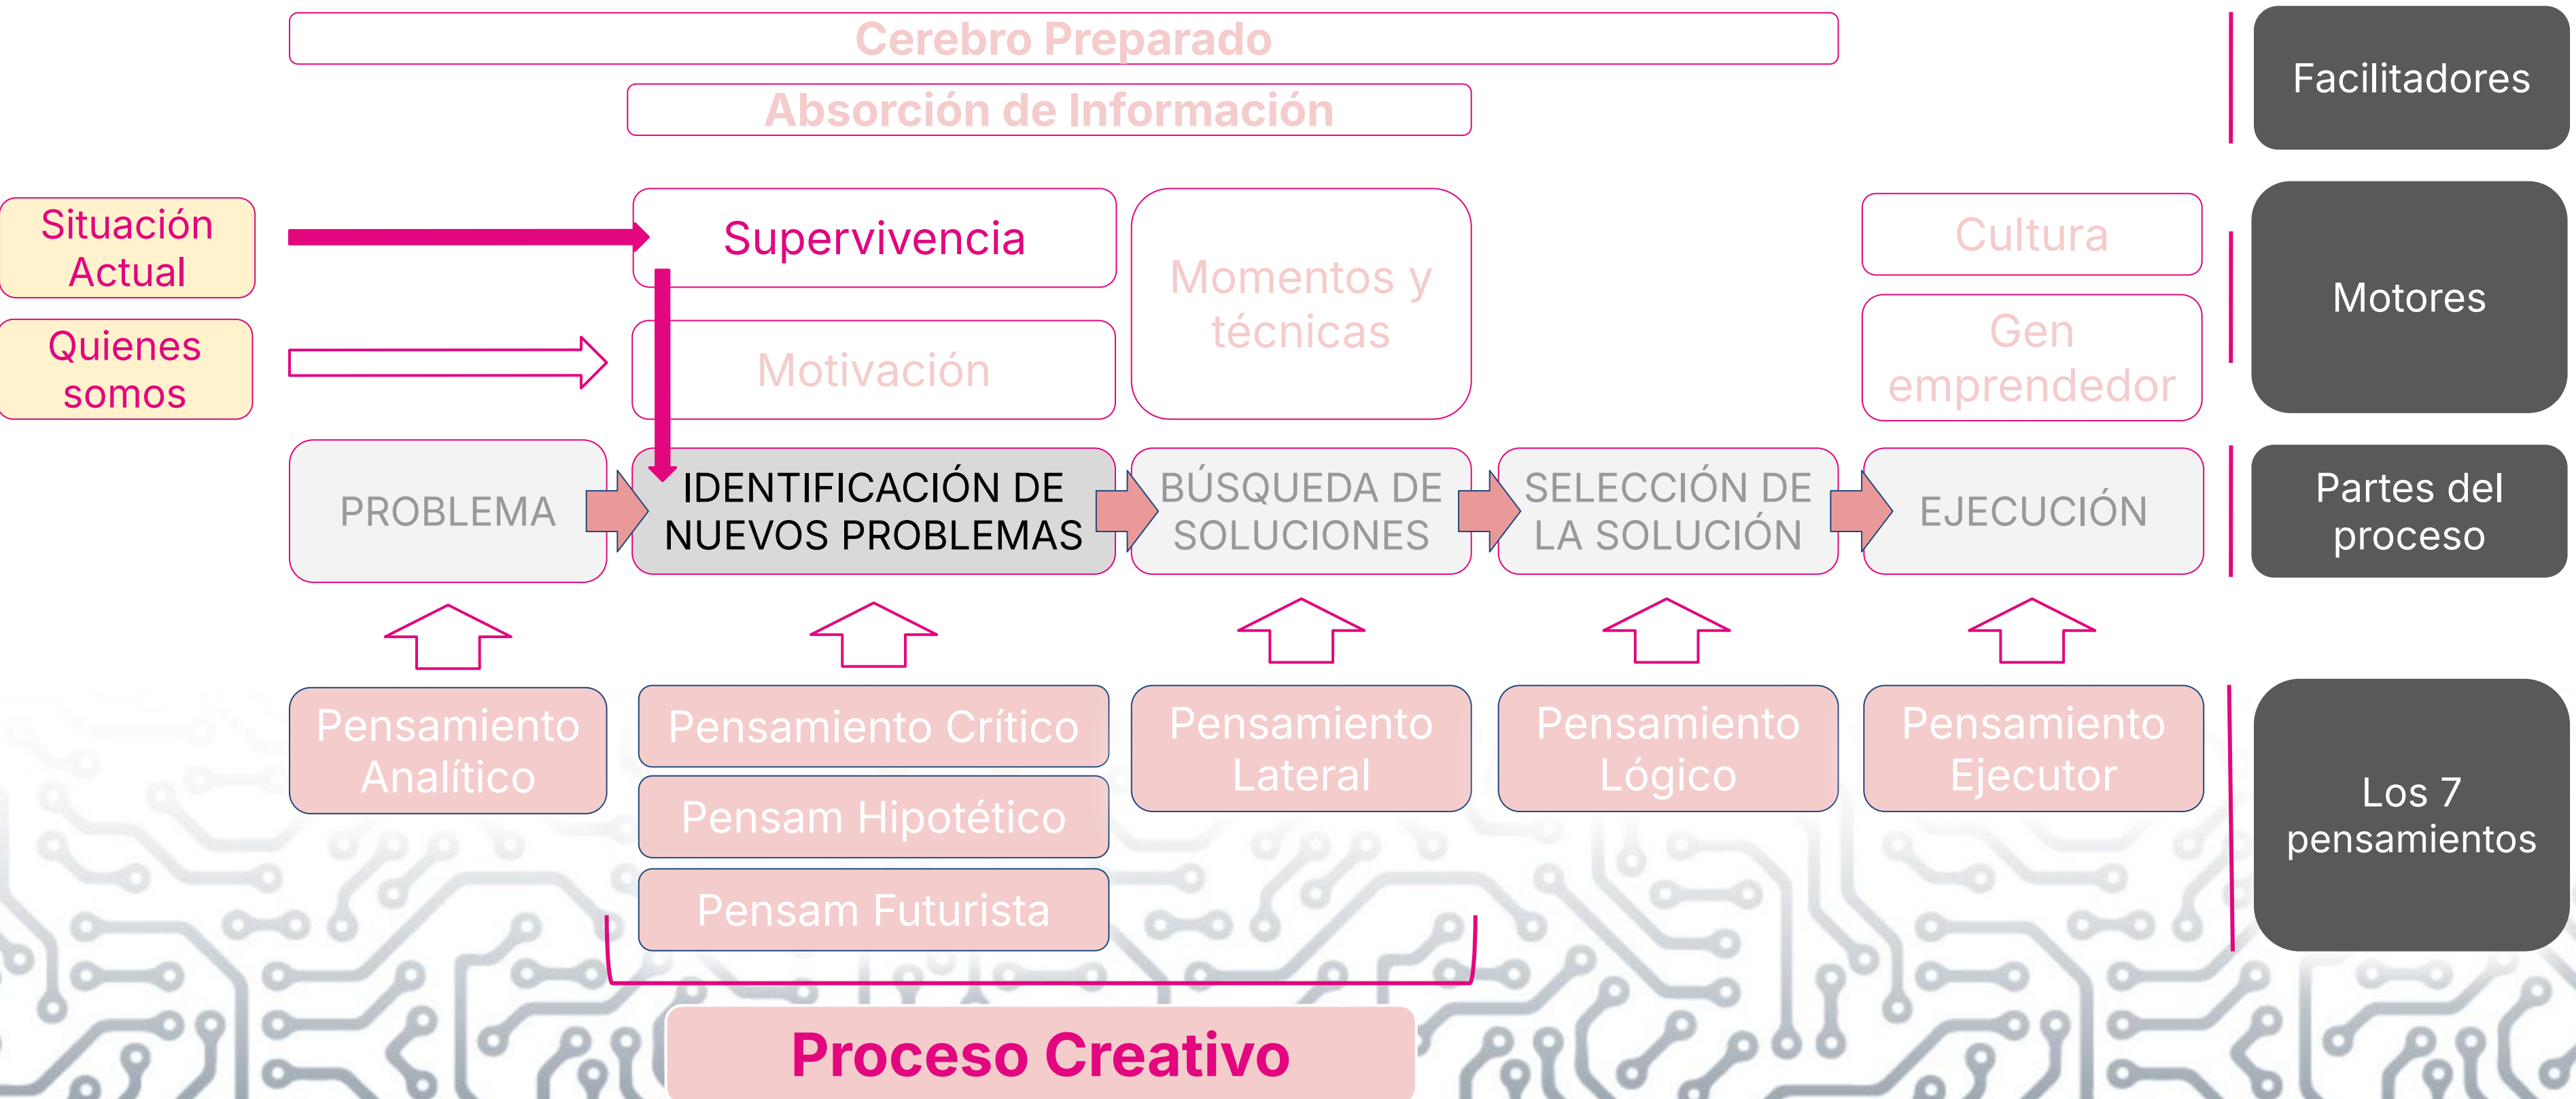 Cerebro Preparado
Absorción de Información
Facilitadores
Situación
Actual
Quienes
somos
Supervivencia
Motivación
Momentos y
técnicas
Cultura
Gen
emprendedor
Motores
PROBLEMA
IDENTIFICACIÓN DE
NUEVOS PROBLEMAS
BÚSQUEDA DE
SOLUCIONES
SELECCIÓN DE
LA SOLUCIÓN
EJECUCIÓN
Partes del
proceso
Pensamiento
Analítico
Pensamiento Crítico
Pensam Hipotético
Pensam Futurista
Pensamiento
Lateral
Pensamiento
Lógico
Pensamiento
Ejecutor
Los 7
pensamientos
Proceso Creativo